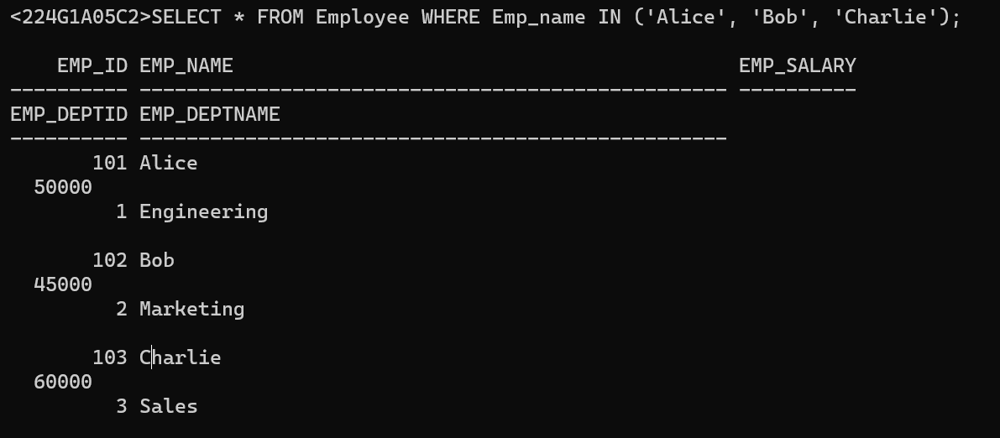 <224G1A05C2>SELECT * FROM Employee WHERE Emp_name IN ('Alice', 'Bob', 'Charlie');
EMP_ID EMP_NAME EMP_SALARY
---------- -------------------------------------------------- ----------
EMP_DEPTID EMP_DEPTNAME
---------- --------------------------------------------------
101 Alice
50000
1 Engineering
102 Bob
45000
2 Marketing
103 Charlie
60000
3 Sales